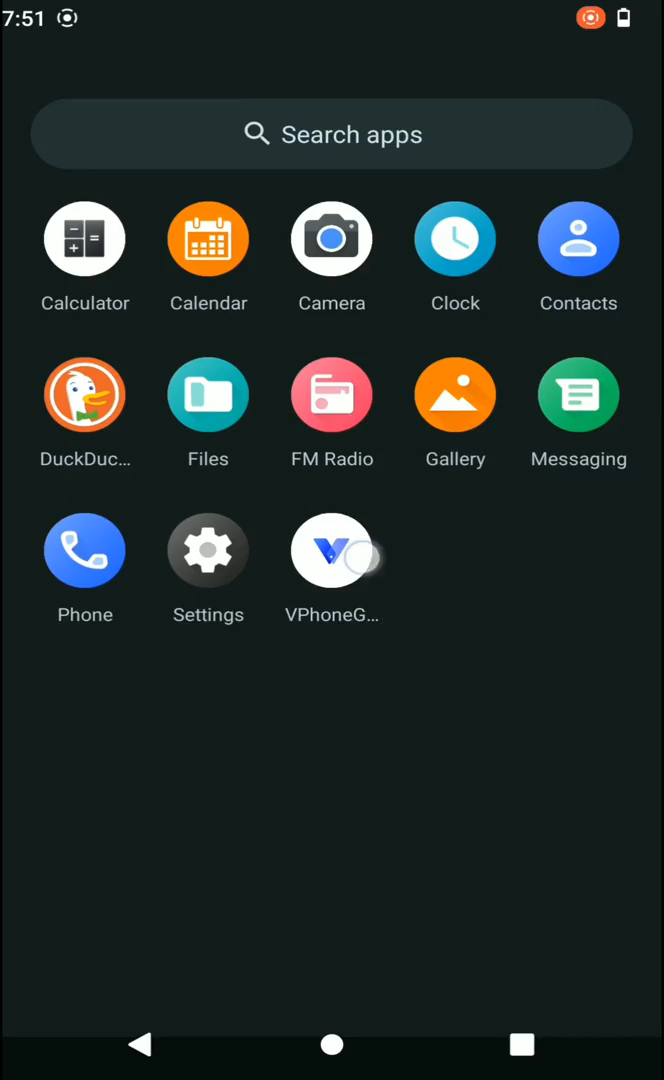 7:51
Search apps
Calculator
Calendar
Camera
Clock
Contacts
DuckDuc...
Files
FM Radio
Gallery
Messaging
Phone
Settings
VPhoneG...